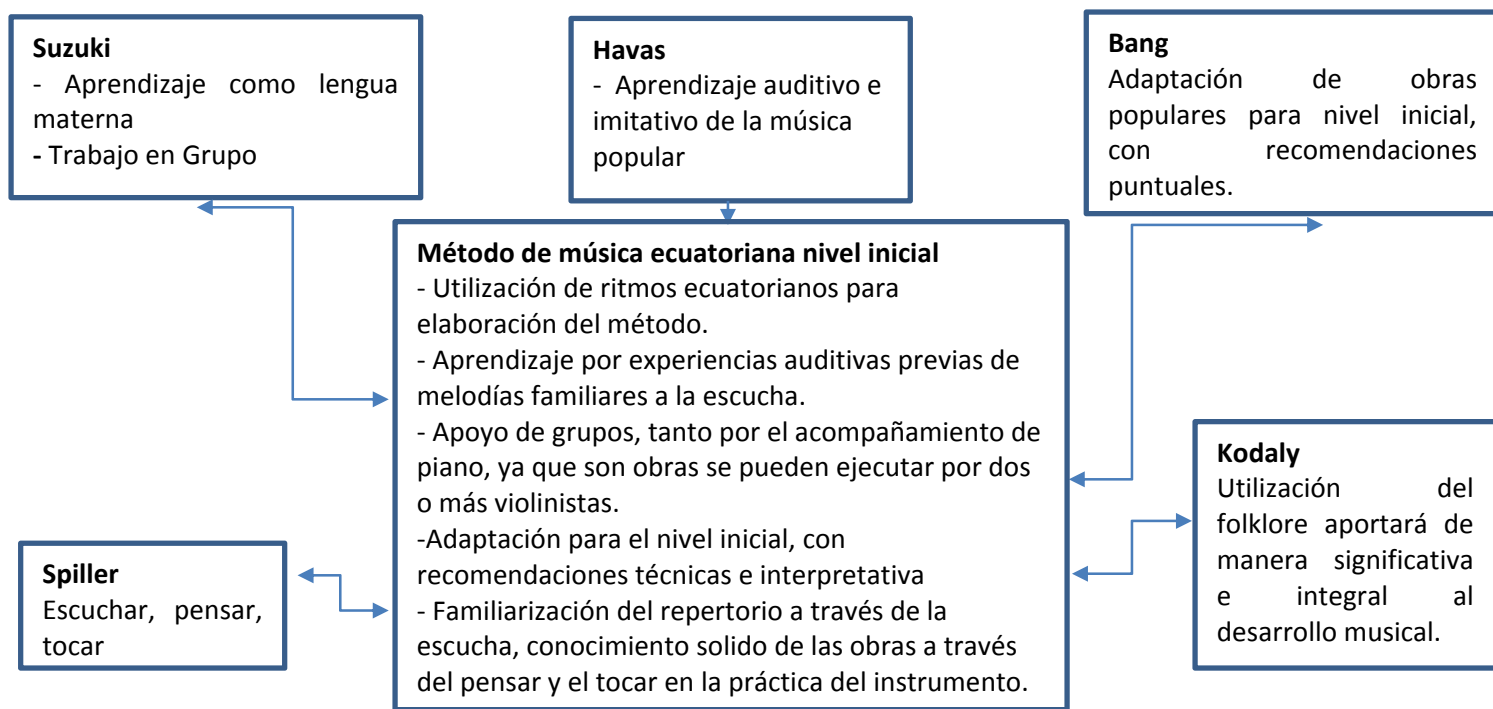 Suzuki
- Aprendizaje como lengua
materna
- Trabajo en Grupo
Havas
- Aprendizaje auditivo e
imitativo de la música
popular
Bang
Adaptación de obras
populares para nivel inicial,
con recomendaciones
puntuales.
Método de música ecuatoriana nivel inicial
- Utilización de ritmos ecuatorianos para
elaboración del método.
- Aprendizaje por experiencias auditivas previas de
melodías familiares a la escucha.
- Apoyo de grupos, tanto por el acompañamiento de
piano, ya que son obras se pueden ejecutar por dos
o más violinistas.
-Adaptación para el nivel inicial, con
recomendaciones técnicas e interpretativa
- Familiarización del repertorio a través de la
escucha, conocimiento solido de las obras a través
del pensar y el tocar en la práctica del instrumento.
Kodaly
Utilización del
folklore aportará de
manera significativa
e integral al
desarrollo musical.
Spiller
Escuchar, pensar,
tocar